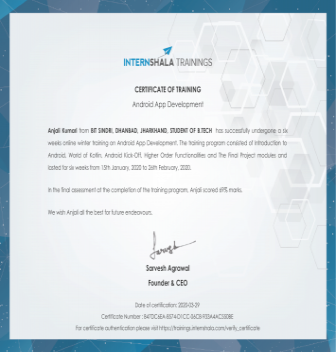 INTERNSHALA TRAININGS
CERTIFICATE OF TRAINING
Android App Development
Anjali Kumari from BIT SINDRI, DHANBAD, JHARKHAND, STUDENT OF B.TECH has successfully undergone a six
weeks online winter training on Android App Development. The training program consisted of Introduction to
Android, World of Kotlin, Android Kick-Off, Higher Order Functionalities and The Final Project modules and
lasted for six weeks from 15th January, 2020 to 26th February, 2020.
In the final assessment at the completion of the training program, Anjali scored 69% marks.
We wish Anjali all the best for future endeavours.
Sarvesh Agrawal
Founder & CEO
Date of certification: 2020-03-29
Certificate Number :
For certificate authentication please visit https://trainings.internshala.com/verify_certificate